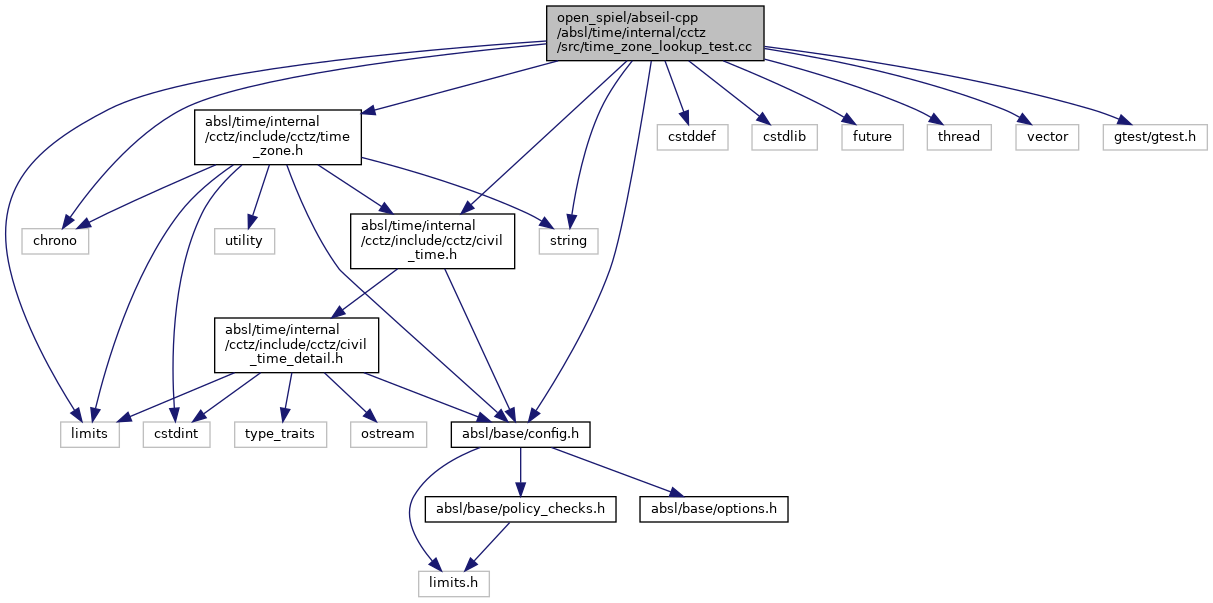 open_spiel/abseil-cpp
/absl/time/internal/cctz
/src/time_zone_lookup_test.cc
absl/time/internal
/cctz/include/cctz/time
_zone.h
cstddef
cstdlib
future
thread
vector
gtest/gtest.h
chrono
utility
absl/time/internal
/cctz/include/cctz/civil
_time.h
string
absl/time/internal
/cctz/include/cctz/civil
_time_detail.h
limits
cstdint
type_traits
ostream
absl/base/config.h
absl/base/policy_checks.h
absl/base/options.h
limits.h